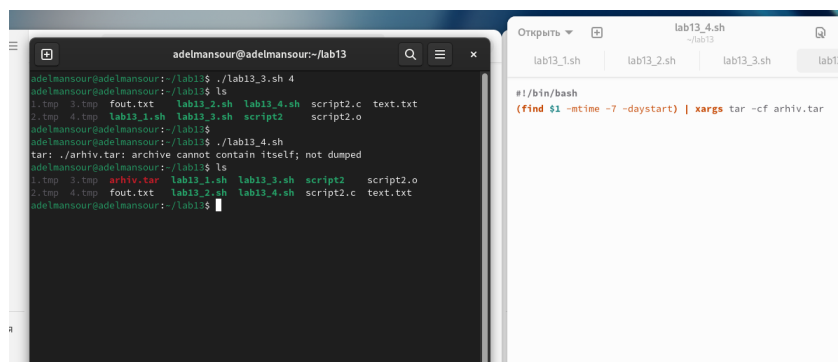 adelmansour@adelmansour:~/lab13
adelmansour@adelmansour:~/lab13$ ./lab13_3.sh 4
adelmansour@adelmansour:~/lab13$ ls
1.tmp 3.tmp fout.txt lab13_2.sh lab13_4.sh script2.c text.txt
2.tmp 4.tmp lab13_1.sh lab13_3.sh script2 script2.o
adelmansour@adelmansour:~/lab13$
adelmansour@adelmansour:~/lab13$ ./lab13_4.sh
tar: ./arhiv.tar: archive cannot contain itself; not dumped
adelmansour@adelmansour:~/lab13$ ls
1.tmp 3.tmp arhiv.tar lab13_1.sh lab13_3.sh script2 script2.o
2.tmp 4.tmp fout.txt lab13_2.sh lab13_4.sh script2.c text.txt
adelmansour@adelmansour:~/lab13$
я
Открыть
lab13_4.sh
~/lab13
lab13_1.sh lab13_2.sh lab13_3.sh lab1
#!/bin/bash
(find $1 -mtime -7 -daystart) | xargs tar -cf arhiv.tar